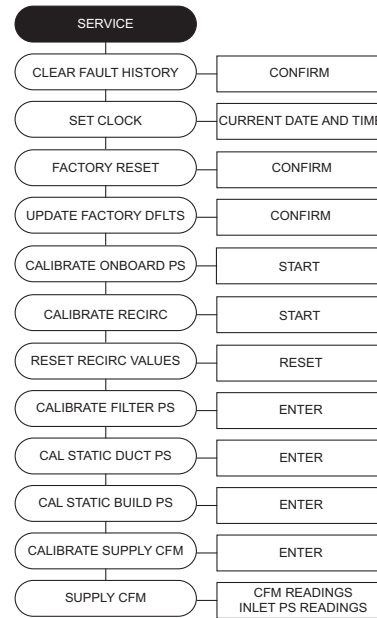 SERVICE
CLEAR FAULT HISTORY
CONFIRM
SET CLOCK
CURRENT DATE AND TIME
FACTORY RESET
CONFIRM
UPDATE FACTORY DFLTS
CONFIRM
CALIBRATE ONBOARD PS
START
CALIBRATE RECIRC
START
RESET RECIRC VALUES
RESET
CALIBRATE FILTER PS
ENTER
CAL STATIC DUCT PS
ENTER
CAL STATIC BUILD PS
ENTER
CALIBRATE SUPPLY CFM
ENTER
SUPPLY CFM
CFM READINGS
INLET PS READINGS